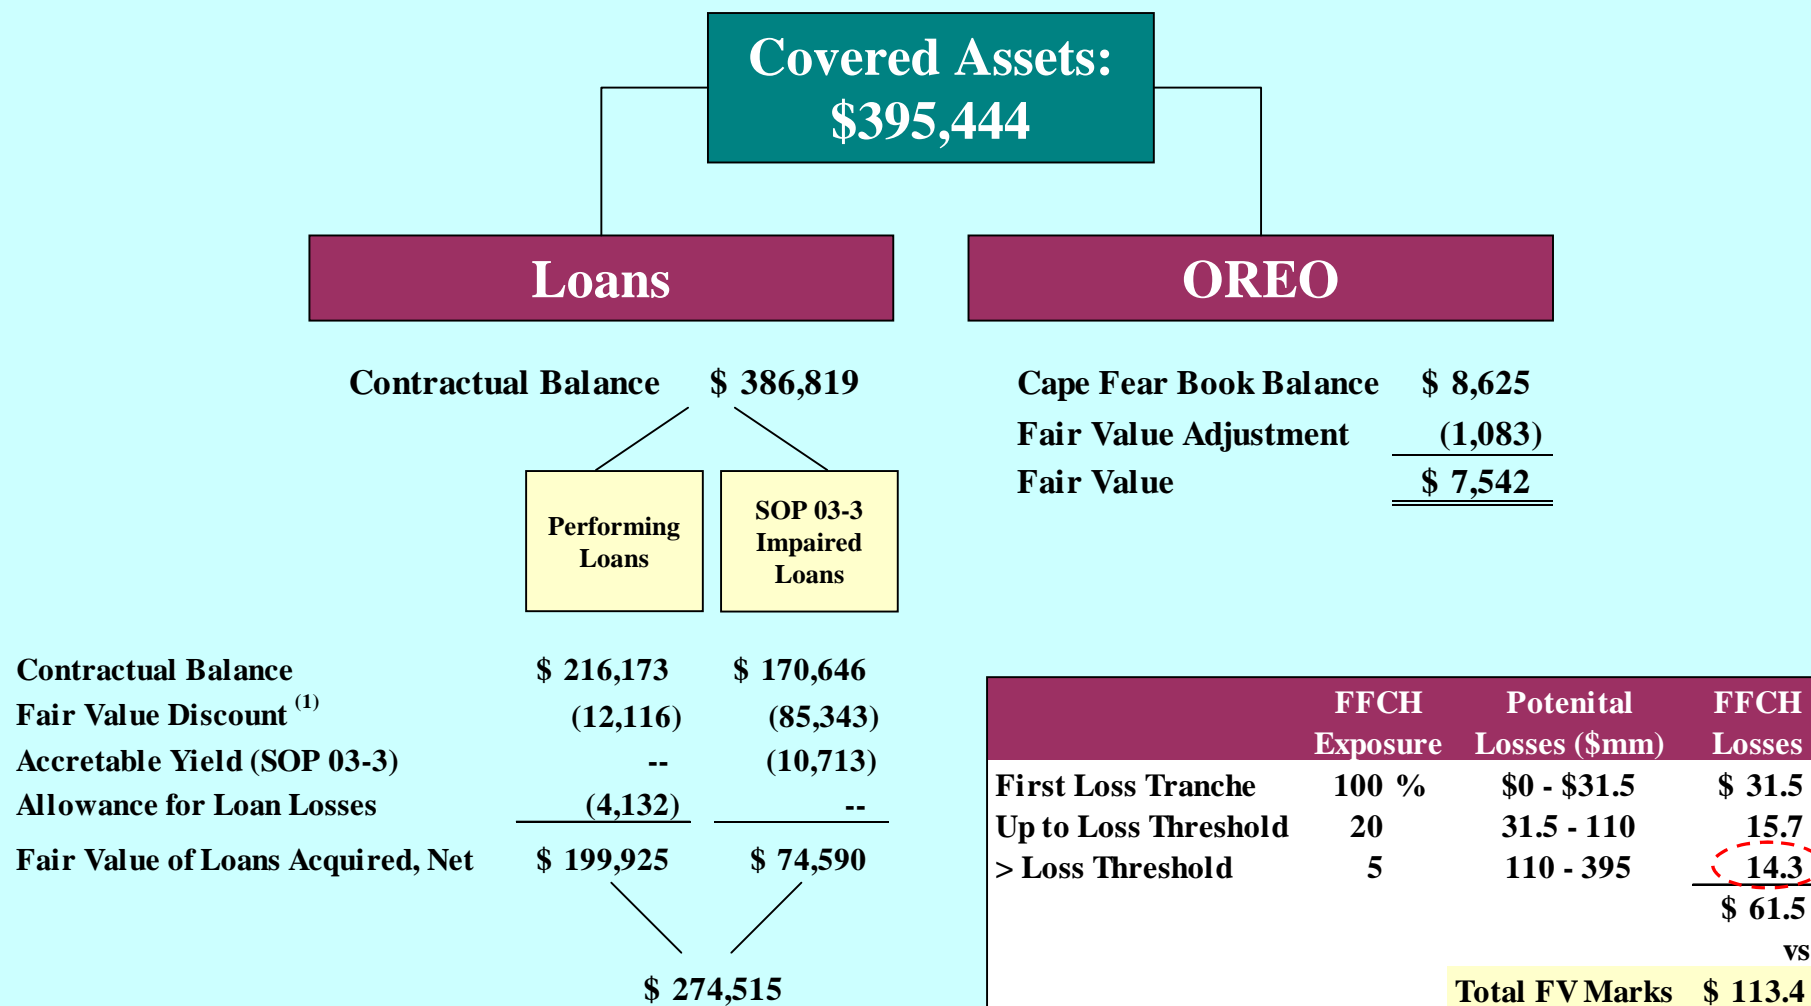 Covered Assets:
$395,444
Loans
OREO
Contractual Balance $ 386,819
Cape Fear Book Balance $ 8,625
Fair Value Adjustment (1,083)
Fair Value $ 7,542
Performing
Loans
SOP 03-3
Impaired
Loans
Contractual Balance $ 216,173 $ 170,646
Fair Value Discount (1) (12,116) (85,343)
Accretable Yield (SOP 03-3) -- (10,713)
Allowance for Loan Losses (4,132) --
Fair Value of Loans Acquired, Net $ 199,925 $ 74,590
$ 274,515
FFCH Potenital FFCH
Exposure Losses ($mm) Losses
First Loss Tranche 100 % $0 - $31.5 $ 31.5
Up to Loss Threshold 20 31.5 - 110 15.7
> Loss Threshold 5 110 - 395 14.3
$ 61.5
vs
Total FV Marks $ 113.4